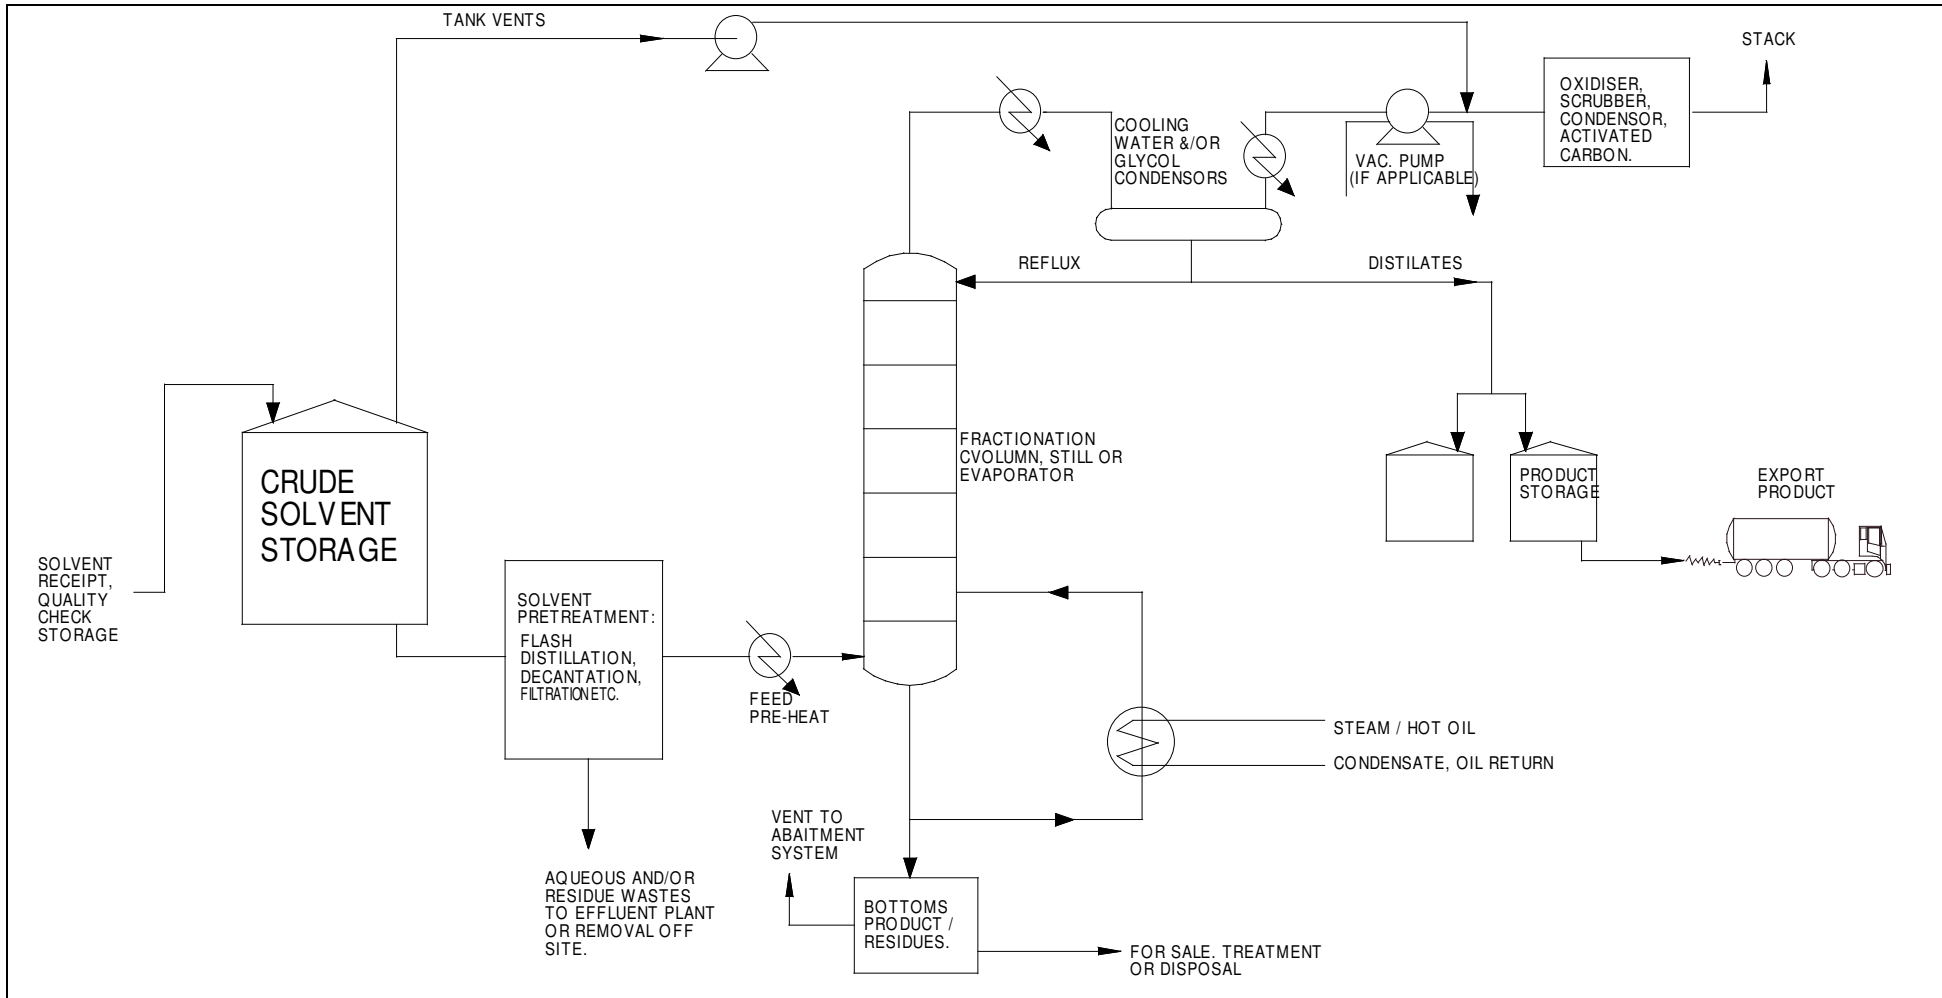 TANK VENTS
STACK
OXIDISER,
SCRUBBER,
CONDENSOR,
ACTIVATED
CARBON.
COOLING
WATER &/OR
GLYCOL
CONDENSORS
VAC. PUMP
(IF APPLICABLE)
REFLUX
DISTILATES
FRACTIONATION
CVOLUMN, STILL OR
EVAPORATOR
CRUDE
SOLVENT
STORAGE
PRODUCT
STORAGE
EXPORT
PRODUCT
SOLVENT
RECEIPT,
QUALITY
CHECK
STORAGE
SOLVENT
PRETREATMENT:
FLASH
DISTILLATION,
DECANTATION,
FILTRATION ETC.
FEED
PRE-HEAT
STEAM / HOT OIL
CONDENSATE, OIL RETURN
VENT TO
ABAITMENT
SYSTEM
AQUEOUS AND/OR
RESIDUE WASTES
TO EFFLUENT PLANT
OR REMOVAL OFF
SITE.
BOTTOMS
PRODUCT /
RESIDUES.
FOR SALE. TREATMENT
OR DISPOSAL